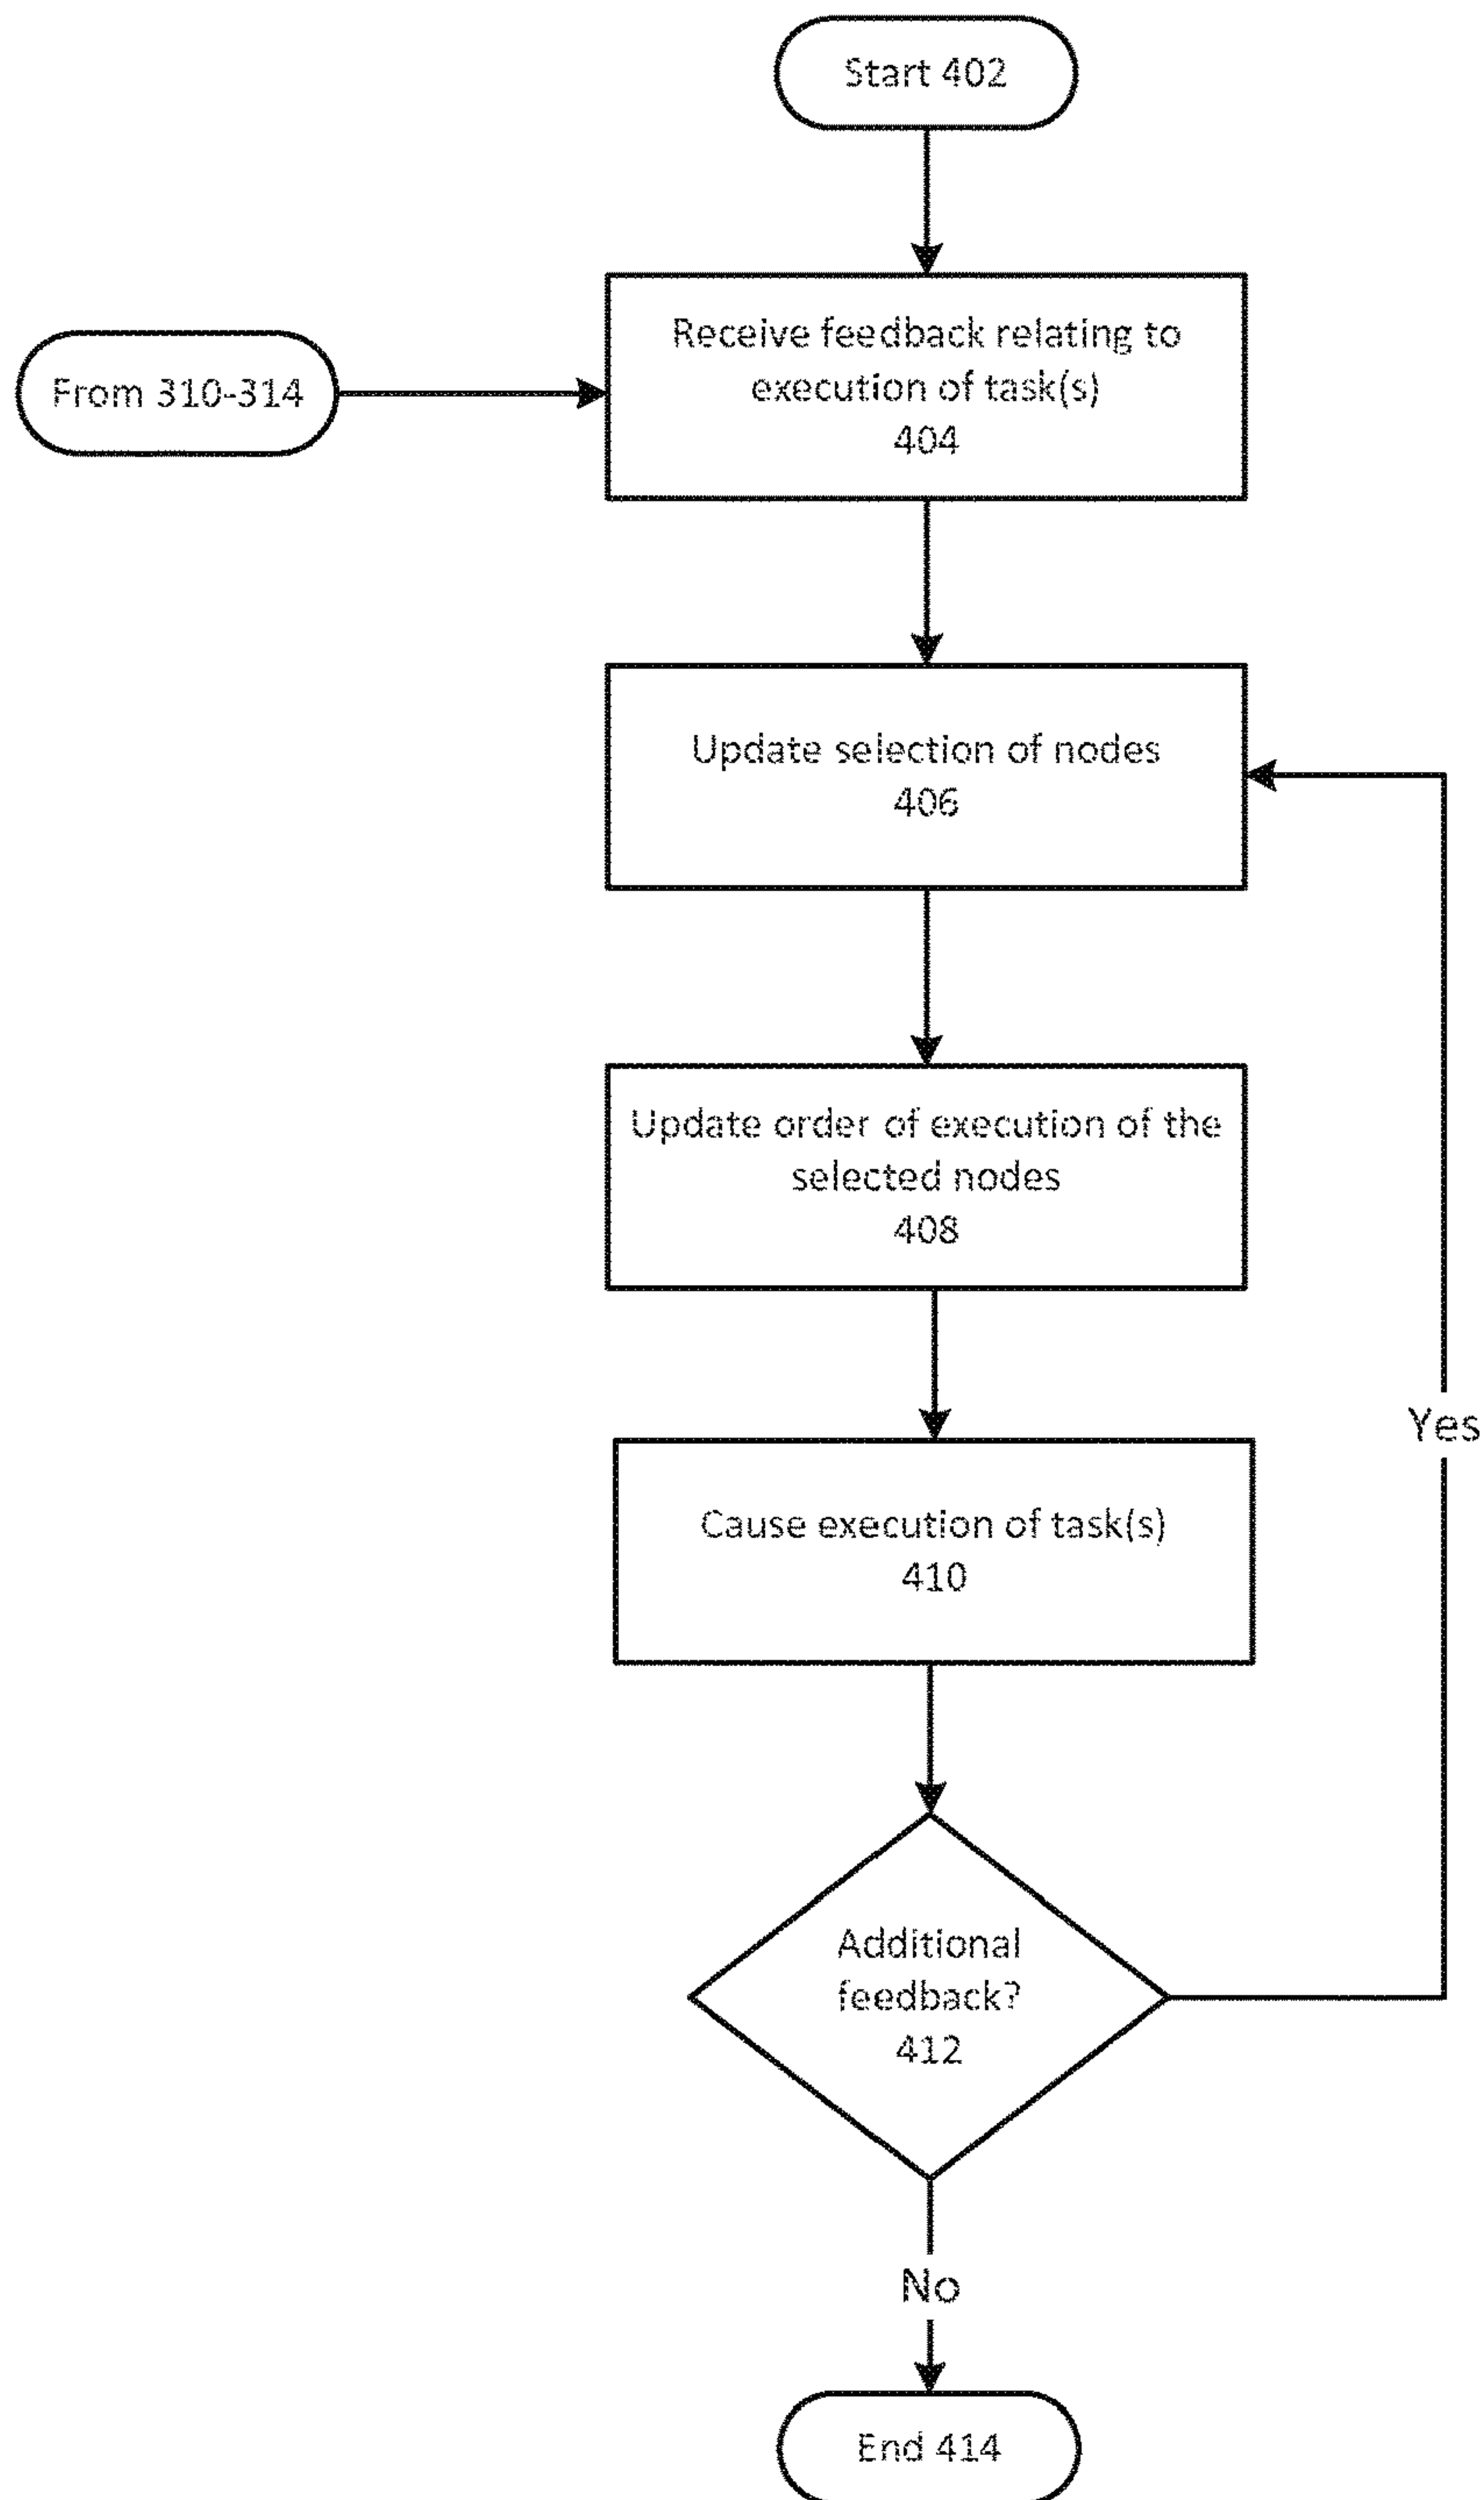 Start 402
From 310-314
Receive feedback relating to
execution of task(s)
404
Update selection of nodes
406
Update order of execution of the
selected nodes
408
Yes
Cause execution of task(s)
410
Additional
feedback?
412
No
End 414